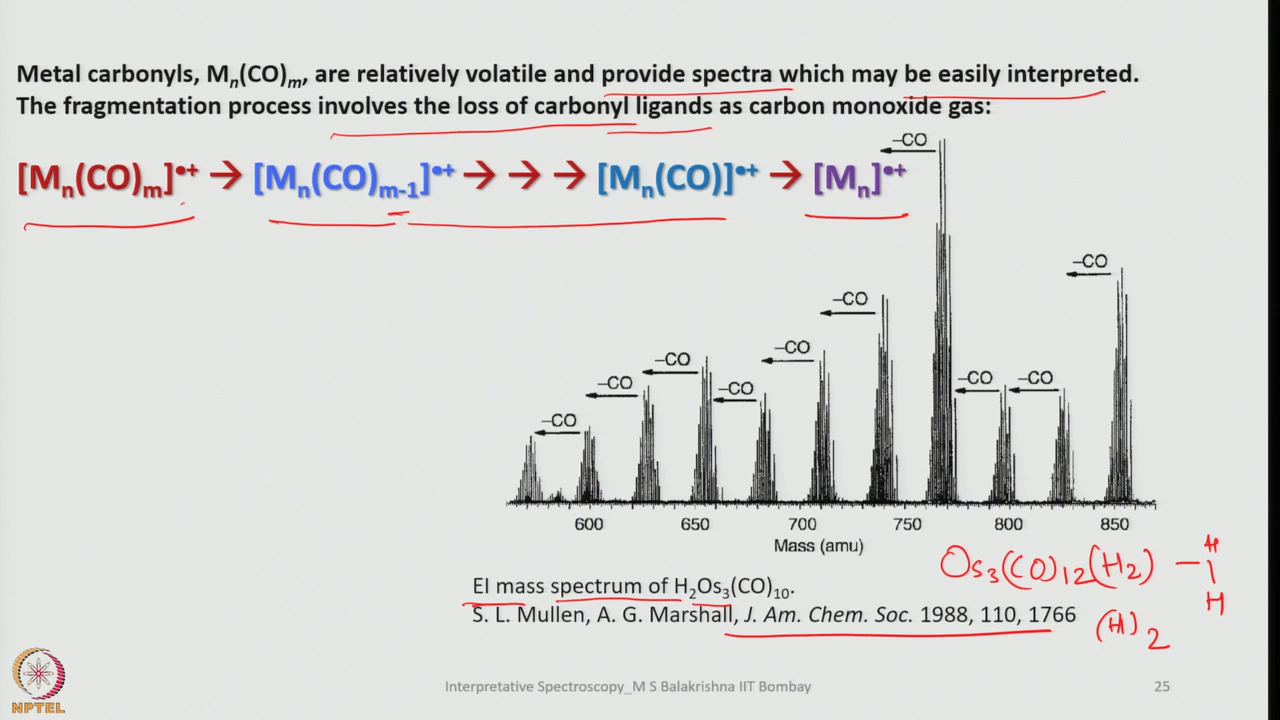 Metal carbonyls, Mn(CO)m, are relatively volatile and provide spectra which may be easily interpreted.
The fragmentation process involves the loss of carbonyl ligands as carbon monoxide gas:
[Mn(CO)m]•+ → [Mn(CO)m-1]•+ → → → [Mn(CO)]•+ → [Mn]•+
–CO
–CO
–CO
–CO
–CO
–CO
–CO
–CO
–CO
–CO
600 650 700 750 800 850
Mass (amu)
Os3(CO)12(H2) – H
H
EI mass spectrum of H2Os3(CO)10.
S. L. Mullen, A. G. Marshall, J. Am. Chem. Soc. 1988, 110, 1766
(H)2
NPTEL
Interpretative Spectroscopy_M S Balakrishna IIT Bombay
25